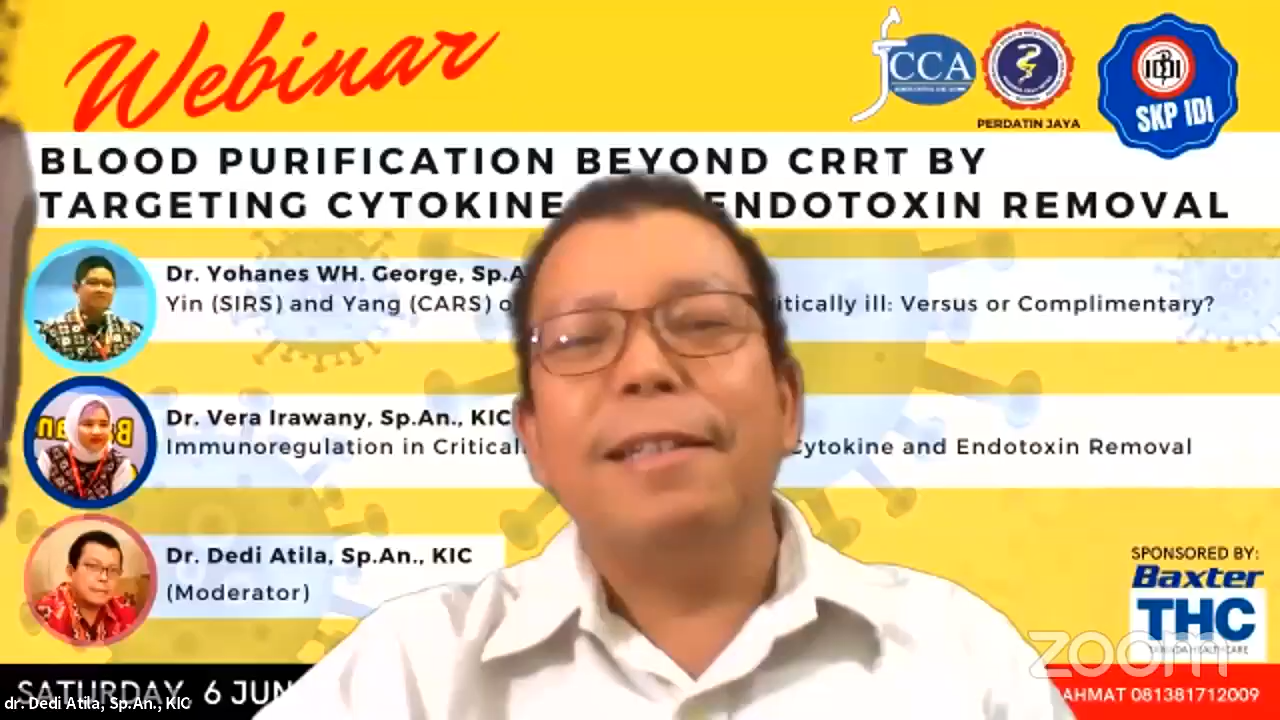 Webinar
JCCA
PERDATIN JAYA
IDI
SKP IDI
BLOOD PURIFICATION BEYOND CRRT BY
TARGETING CYTOKINE ENDOTOXIN REMOVAL
Dr. Yohanes WH. George, Sp.A
Yin (SIRS) and Yang (CARS) o itically ill: Versus or Complimentary?
Dr. Vera Irawany, Sp.An., KIC
Immunoregulation in Critical Cytokine and Endotoxin Removal
Dr. Dedi Atila, Sp.An., KIC
(Moderator)
SPONSORED BY:
Baxter
THC
zoom
SATURDAY, 6 JUN
AHMAT 081381712009
dr. Dedi Atila, Sp.An., KIC